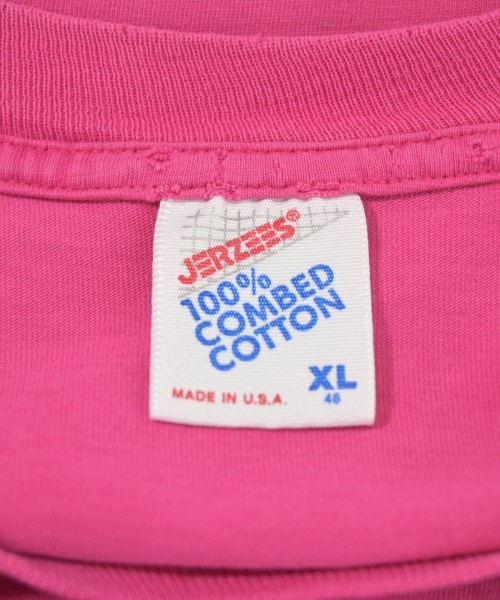 JERZEES®
100%
COMBED
COTTON
XL
46
MADE IN U.S.A.